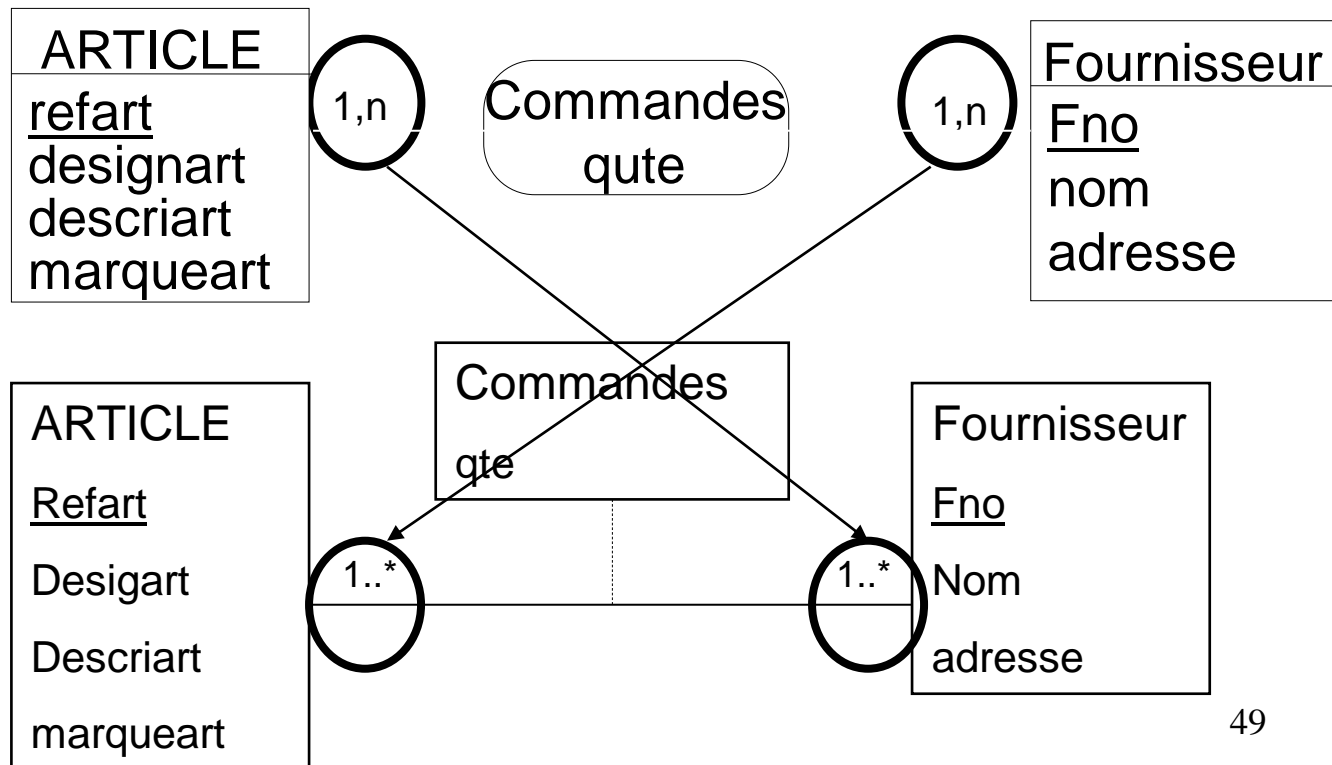 ARTICLE
refart
designart
descriart
marqueart
1,n
Commandes
qute
1,n
Fournisseur
Fno
nom
adresse
Commandes
qte
ARTICLE
Refart
Desigart
Descriart
marqueart
1..*
1..*
Fournisseur
Fno
Nom
adresse
49